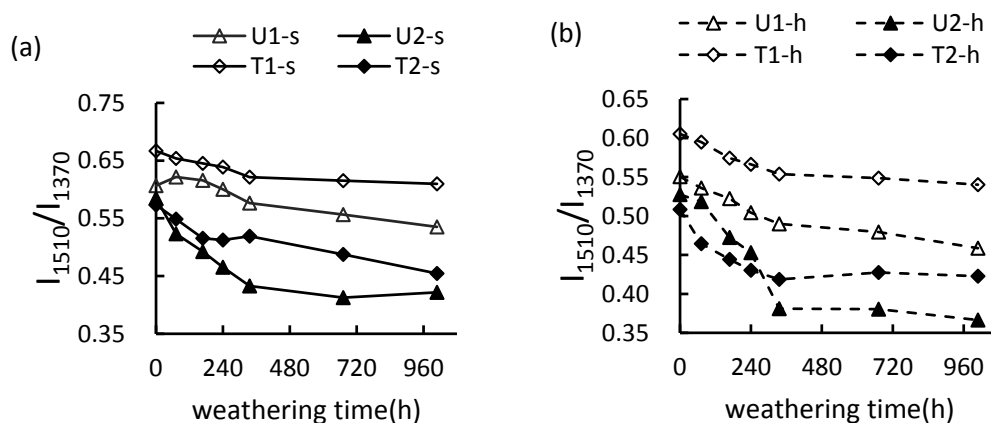 (a)
U1-s U2-s
T1-s T2-s
0.75
0.65
0.55
0.45
0.35
I1510/I1370
0 240 480 720 960
weathering time(h)
(b)
U1-h U2-h
T1-h T2-h
0.65
0.60
0.55
0.50
0.45
0.40
0.35
I1510/I1370
0 240 480 720 960
weathering time(h)